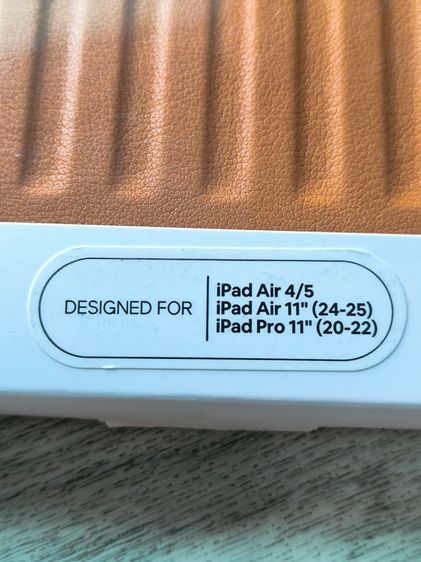 DESIGNED FOR
iPad Air 4/5
iPad Air 11" (24-25)
iPad Pro 11" (20-22)